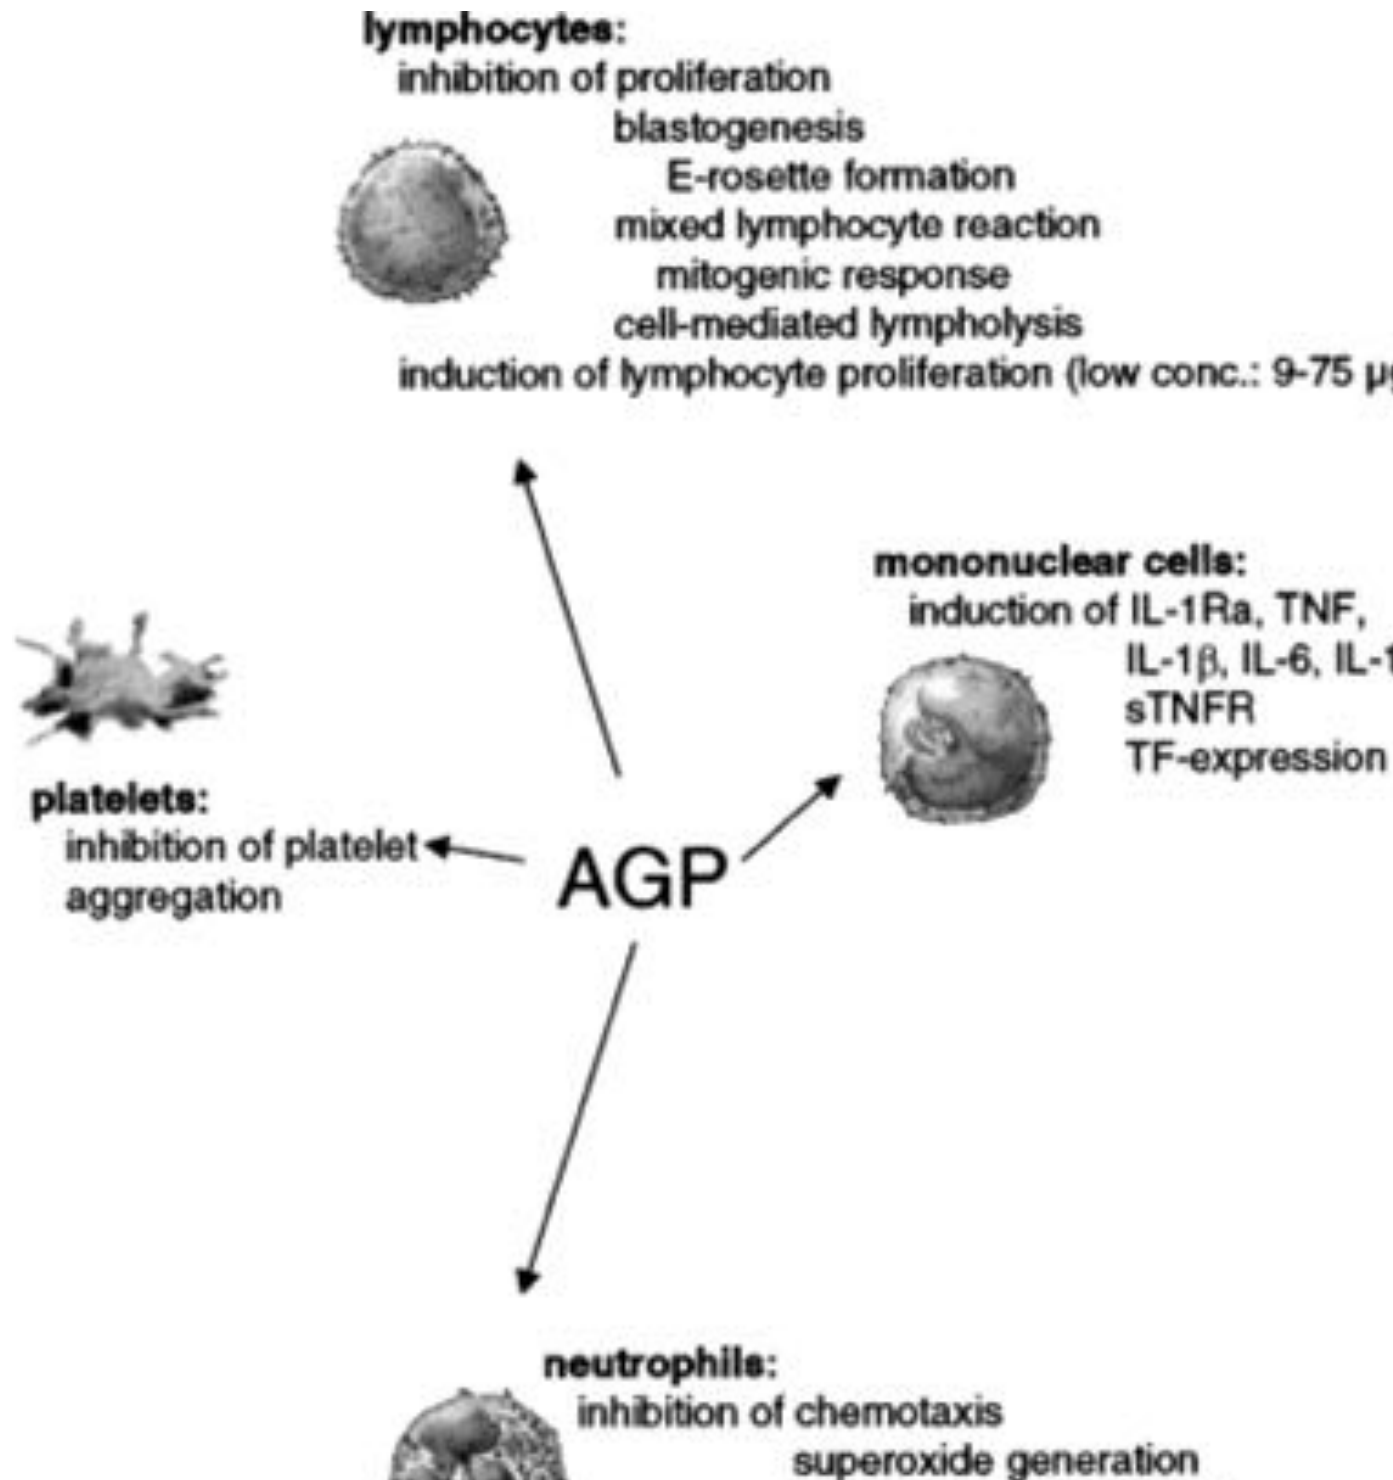 lymphocytes:
inhibition of proliferation
blastogenesis
E-rosette formation
mixed lymphocyte reaction
mitogenic response
cell-mediated lympholysis
induction of lymphocyte proliferation (low conc.: 9-75
mononuclear cells:
induction of IL-1Ra, TNF,
IL-1β, IL-6,
sTNFR
TF-expression
platelets:
inhibition of platelet
aggregation
AGP
neutrophils:
inhibition of chemotaxis
superoxide generation